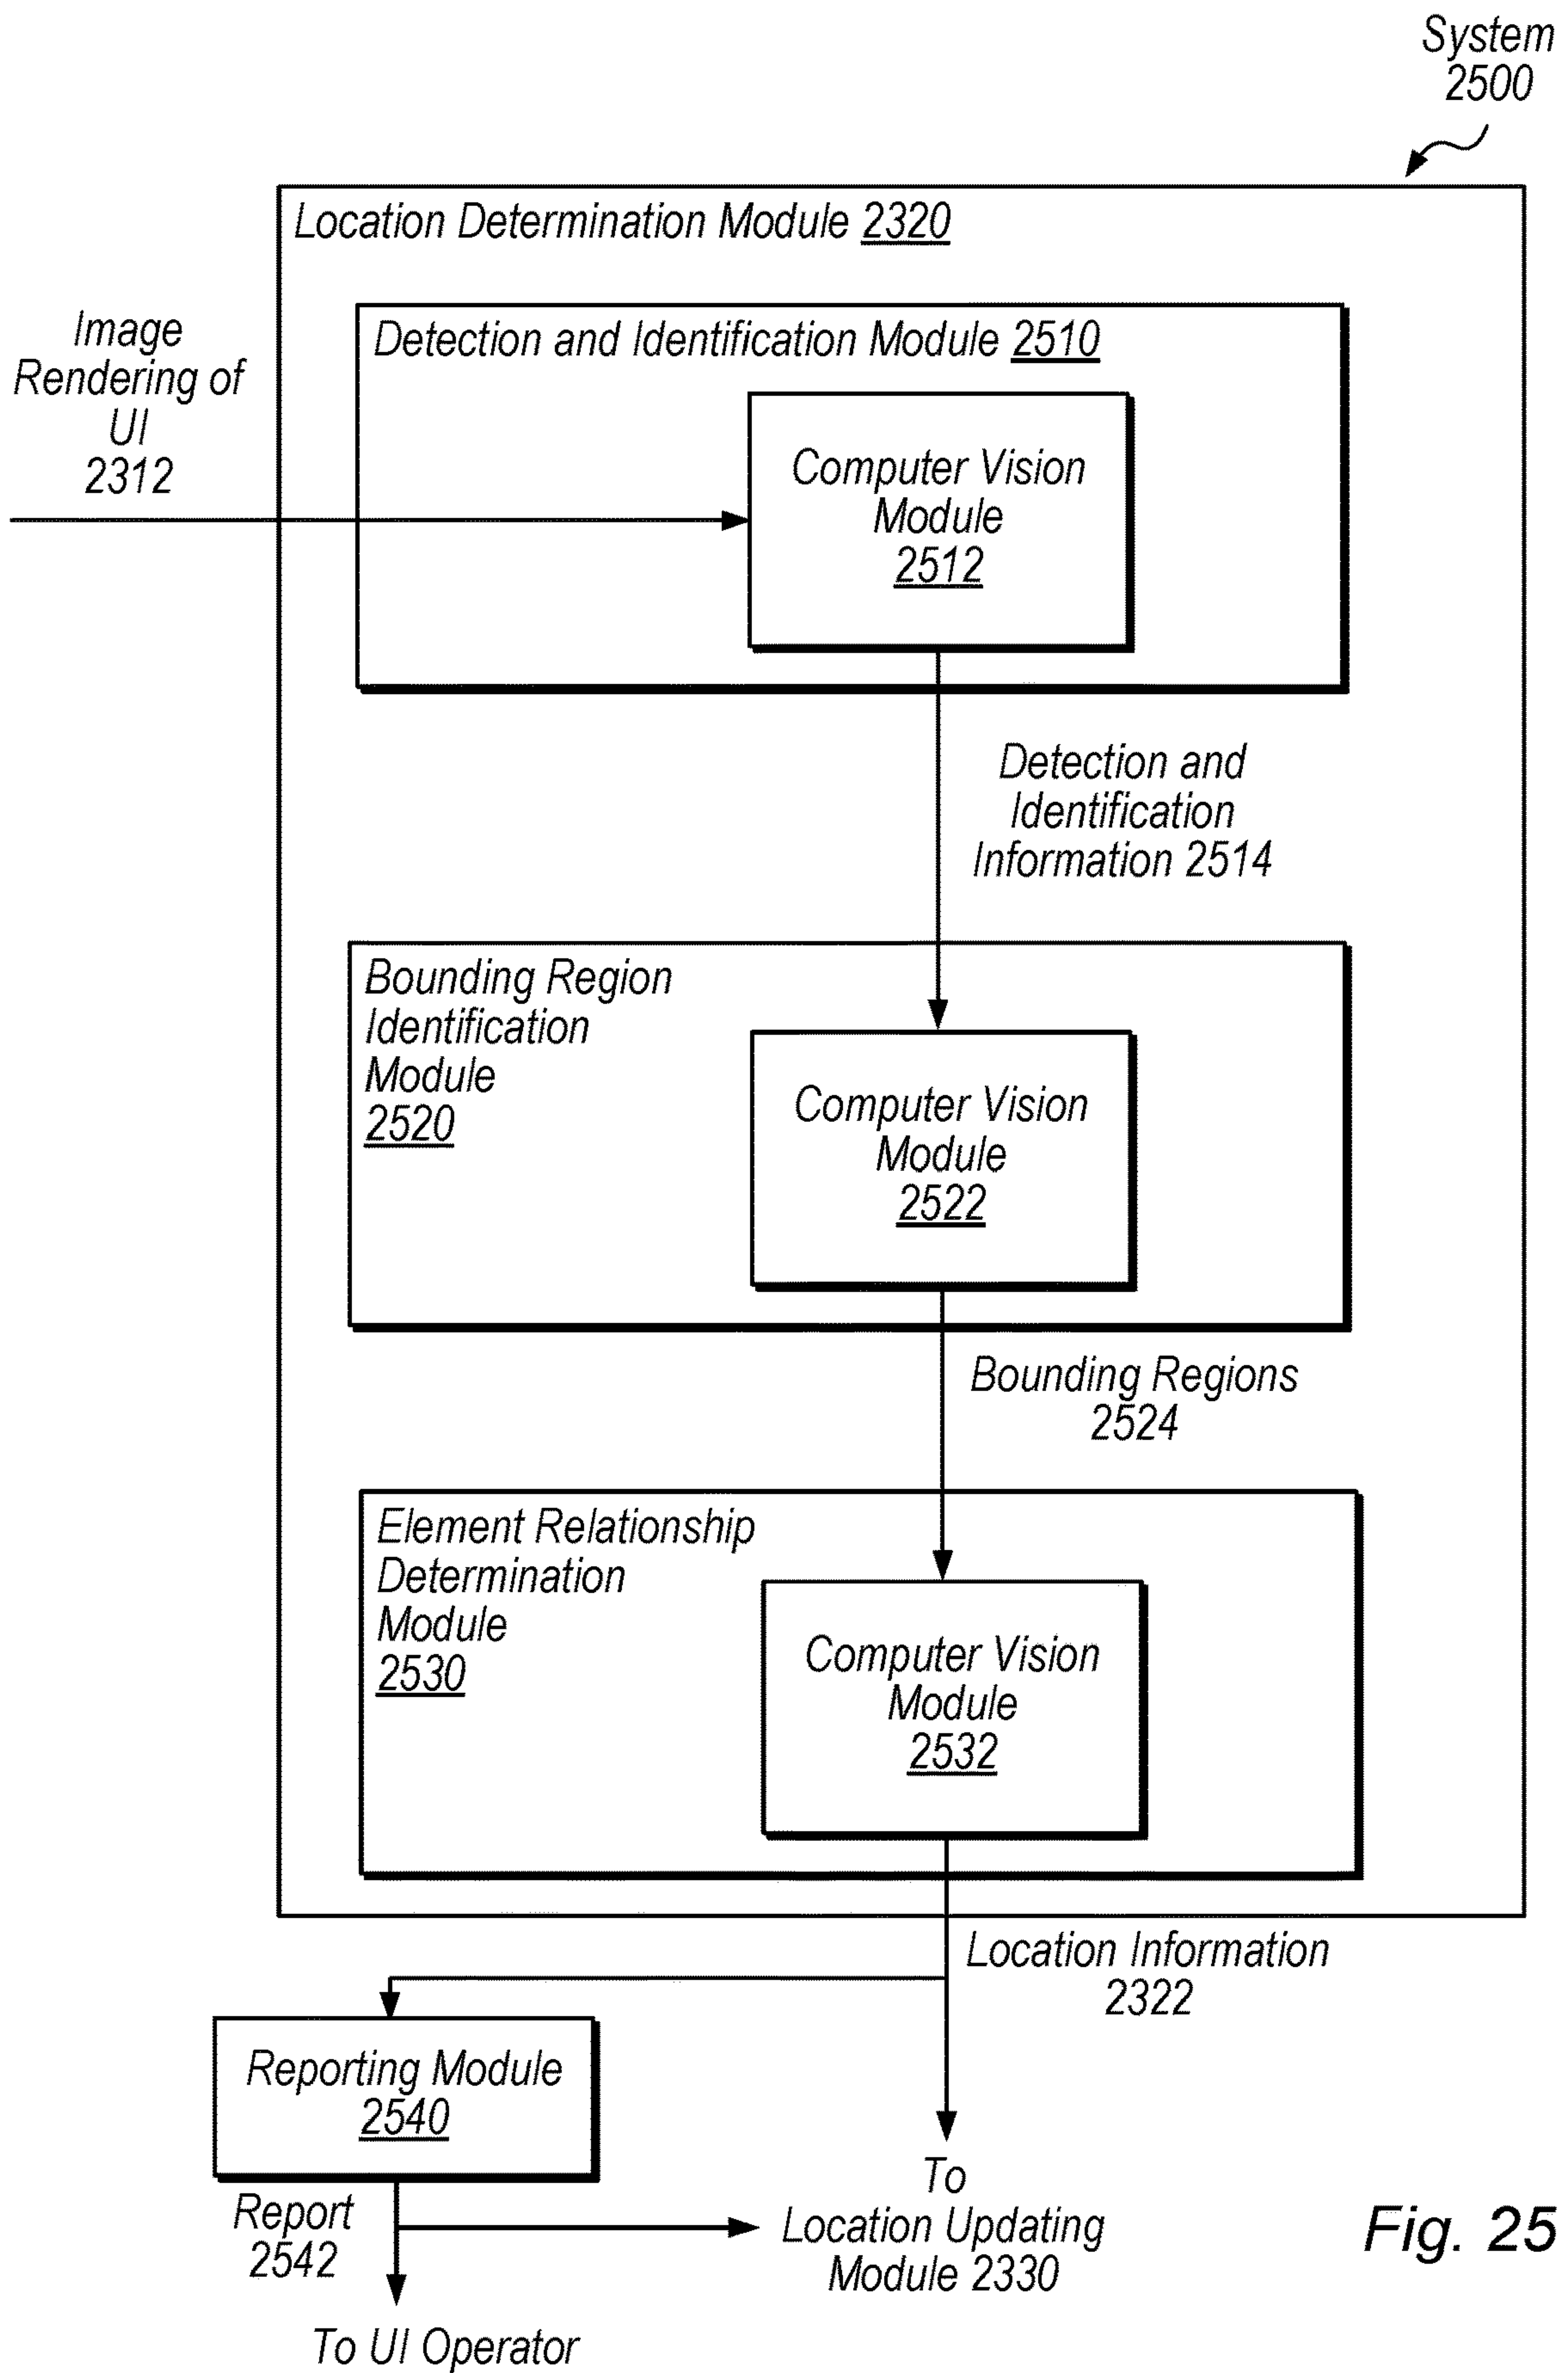 System
2500
Location Determination Module 2320
Image
Rendering of
UI
2312
Detection and Identification Module 2510
Computer Vision
Module
2512
Detection and
Identification
Information 2514
Bounding Region
Identification
Module
2520
Computer Vision
Module
2522
Bounding Regions
2524
Element Relationship
Determination
Module
2530
Computer Vision
Module
2532
Location Information
2322
Reporting Module
2540
Report
2542
To
Location Updating
Module 2330
To UI Operator
Fig. 25